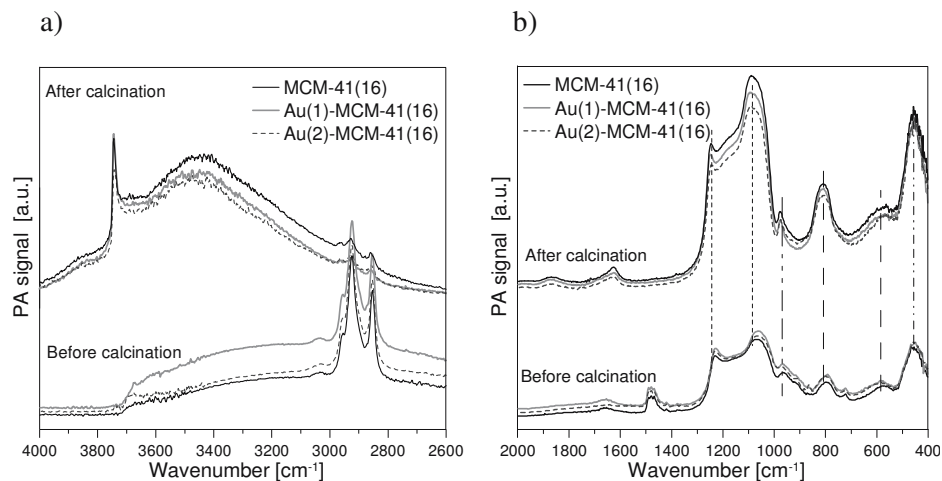 a)
After calcination
MCM-41(16)
Au(1)-MCM-41(16)
Au(2)-MCM-41(16)
PA signal [a.u.]
Before calcination
4000 3800 3600 3400 3200 3000 2800 2600
Wavenumber [cm⁻¹]
b)
MCM-41(16)
Au(1)-MCM-41(16)
Au(2)-MCM-41(16)
PA signal [a.u.]
After calcination
Before calcination
2000 1800 1600 1400 1200 1000 800 600 400
Wavenumber [cm⁻¹]